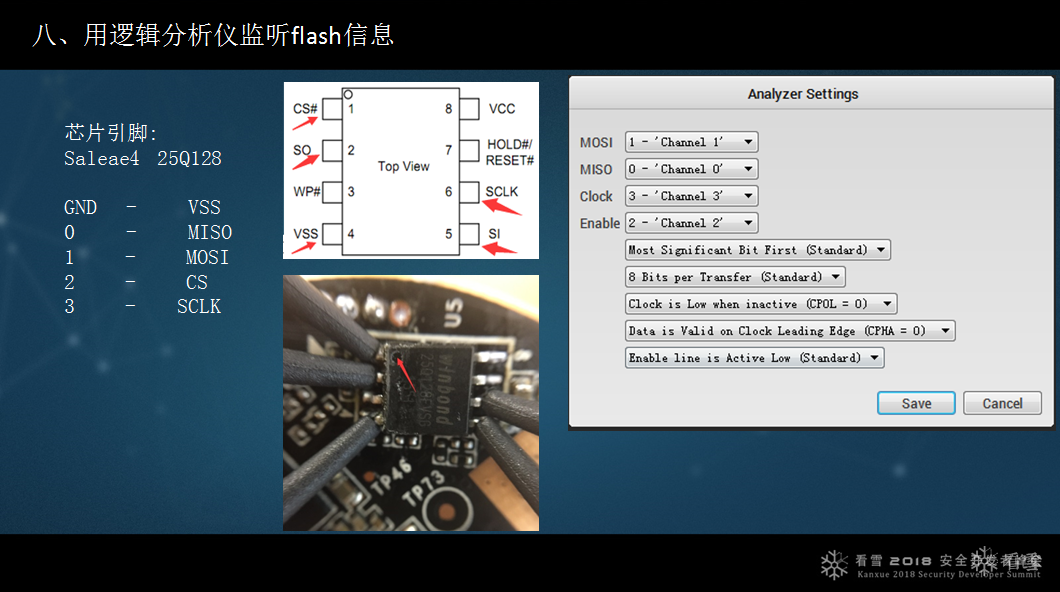 八、用逻辑分析仪监听flash信息
芯片引脚:
Saleae4 25Q128
GND - VSS
0 - MISO
1 - MOSI
2 - CS
3 - SCLK
CS# 1 8 VCC
SO 2 7 HOLD#/
RESET#
Top View
WP# 3 6 SCLK
VSS 4 5 SI
U5
winbond
TP46
TP73
Analyzer Settings
MOSI 1 - 'Channel 1'
MISO 0 - 'Channel 0'
Clock 3 - 'Channel 3'
Enable 2 - 'Channel 2'
Most Significant Bit First (Standard)
8 Bits per Transfer (Standard)
Clock is Low when inactive (CPOL = 0)
Data is Valid on Clock Leading Edge (CPHA = 0)
Enable line is Active Low (Standard)
Save Cancel
看雪 2018 安全开发者峰会
Kanxue 2018 Security Developer Summit
看雪